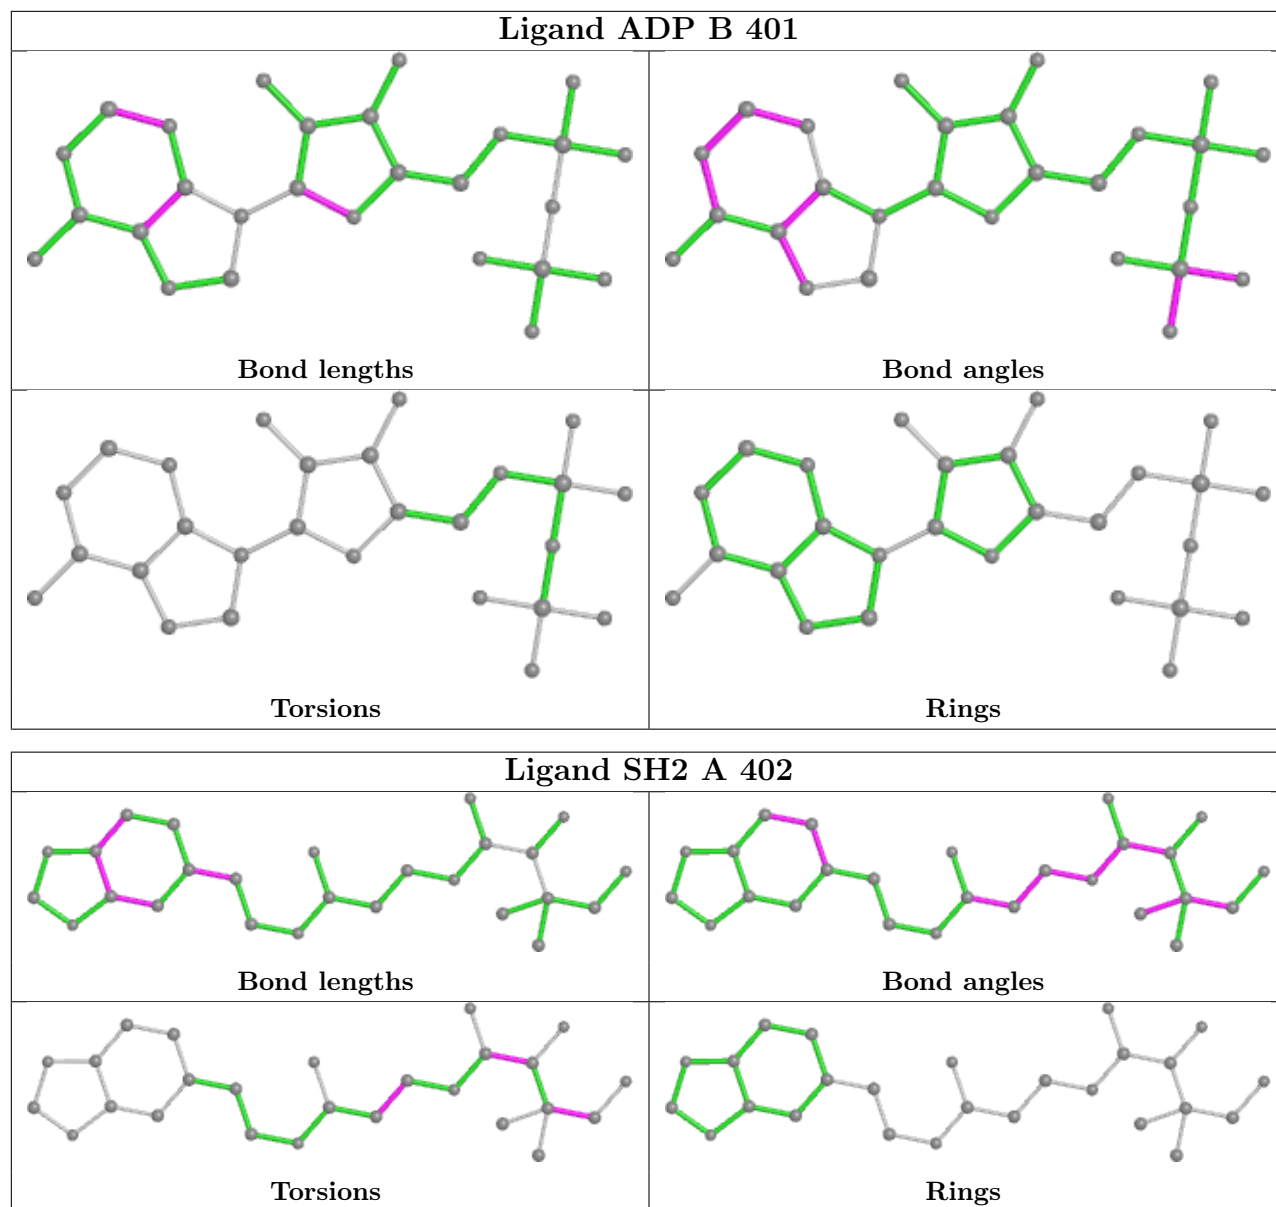 Ligand ADP B 401
Bond lengths
Bond angles
Torsions
Rings
Ligand SH2 A 402
Bond lengths
Bond angles
Torsions
Rings